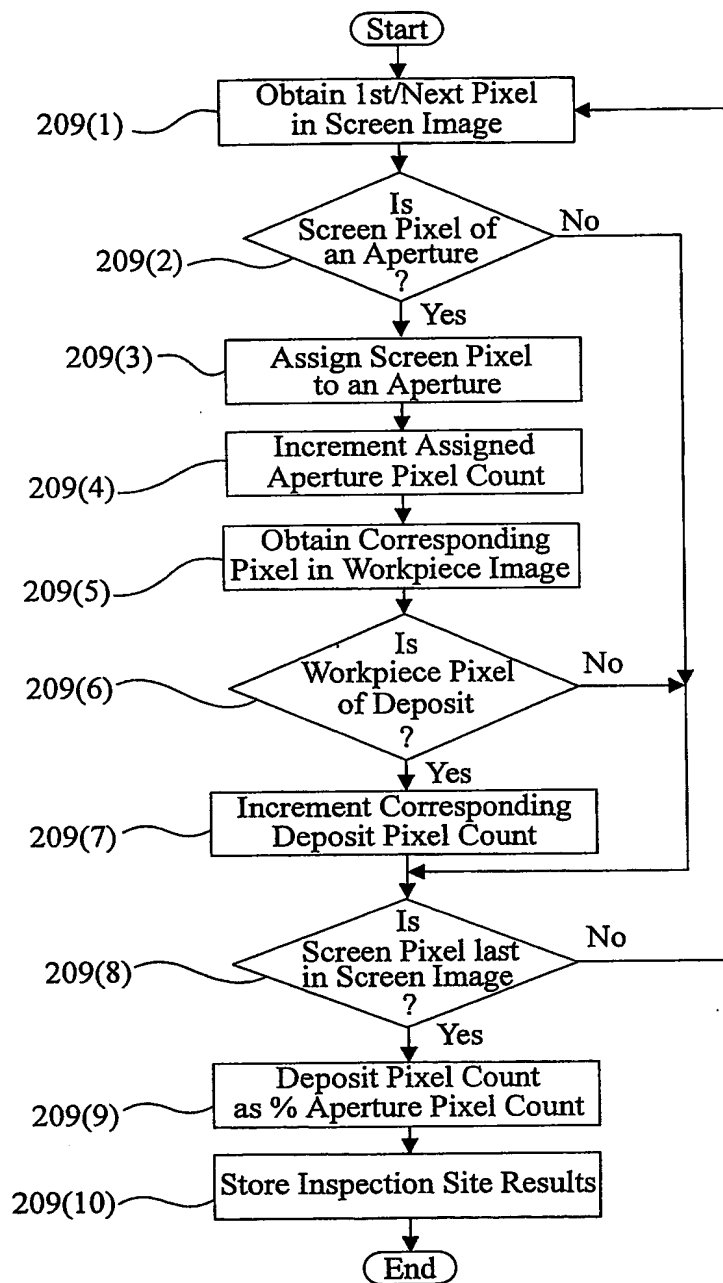 Start
209(1)
Obtain 1st/Next Pixel
in Screen Image
209(2)
Is
Screen Pixel of
an Aperture
?
No
Yes
209(3)
Assign Screen Pixel
to an Aperture
209(4)
Increment Assigned
Aperture Pixel Count
209(5)
Obtain Corresponding
Pixel in Workpiece Image
209(6)
Is
Workpiece Pixel
of Deposit
?
No
Yes
209(7)
Increment Corresponding
Deposit Pixel Count
209(8)
Is
Screen Pixel last
in Screen Image
?
No
Yes
209(9)
Deposit Pixel Count
as % Aperture Pixel Count
209(10)
Store Inspection Site Results
End